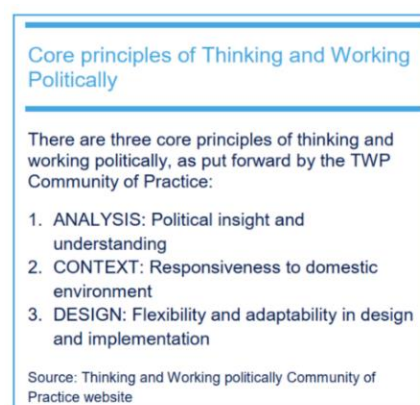 Core principles of Thinking and Working
Politically
There are three core principles of thinking and
working politically, as put forward by the TWP
Community of Practice:
1. ANALYSIS: Political insight and
understanding
2. CONTEXT: Responsiveness to domestic
environment
3. DESIGN: Flexibility and adaptability in design
and implementation
Source: Thinking and Working politically Community of
Practice website